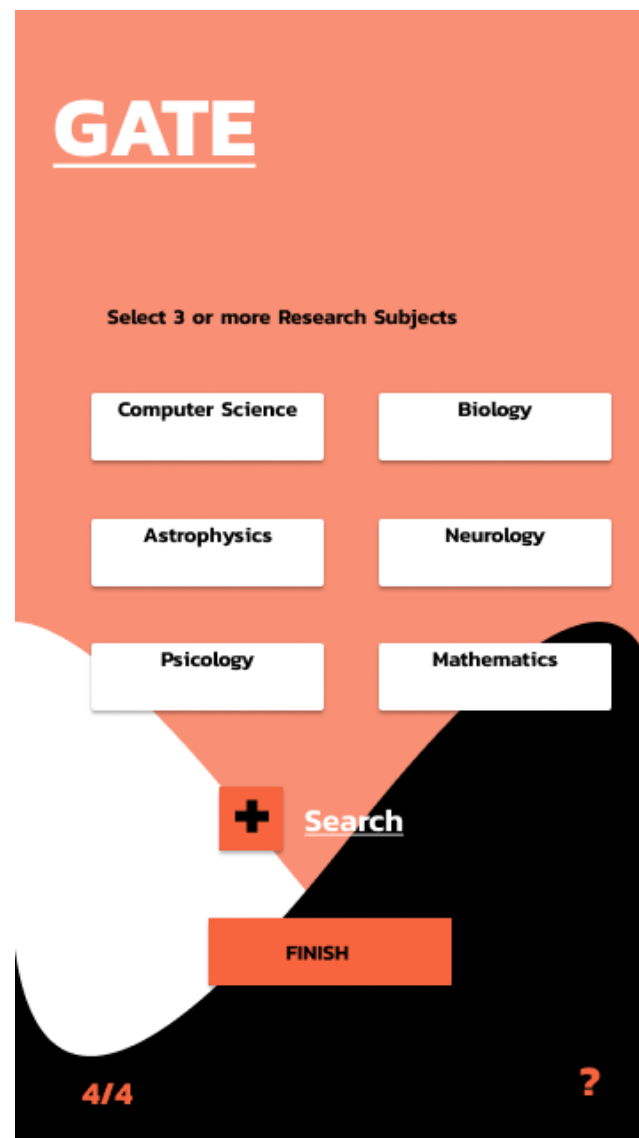 GATE
Select 3 or more Research Subjects
Computer Science
Biology
Astrophysics
Neurology
Psicology
Mathematics
Search
FINISH
4/4
?